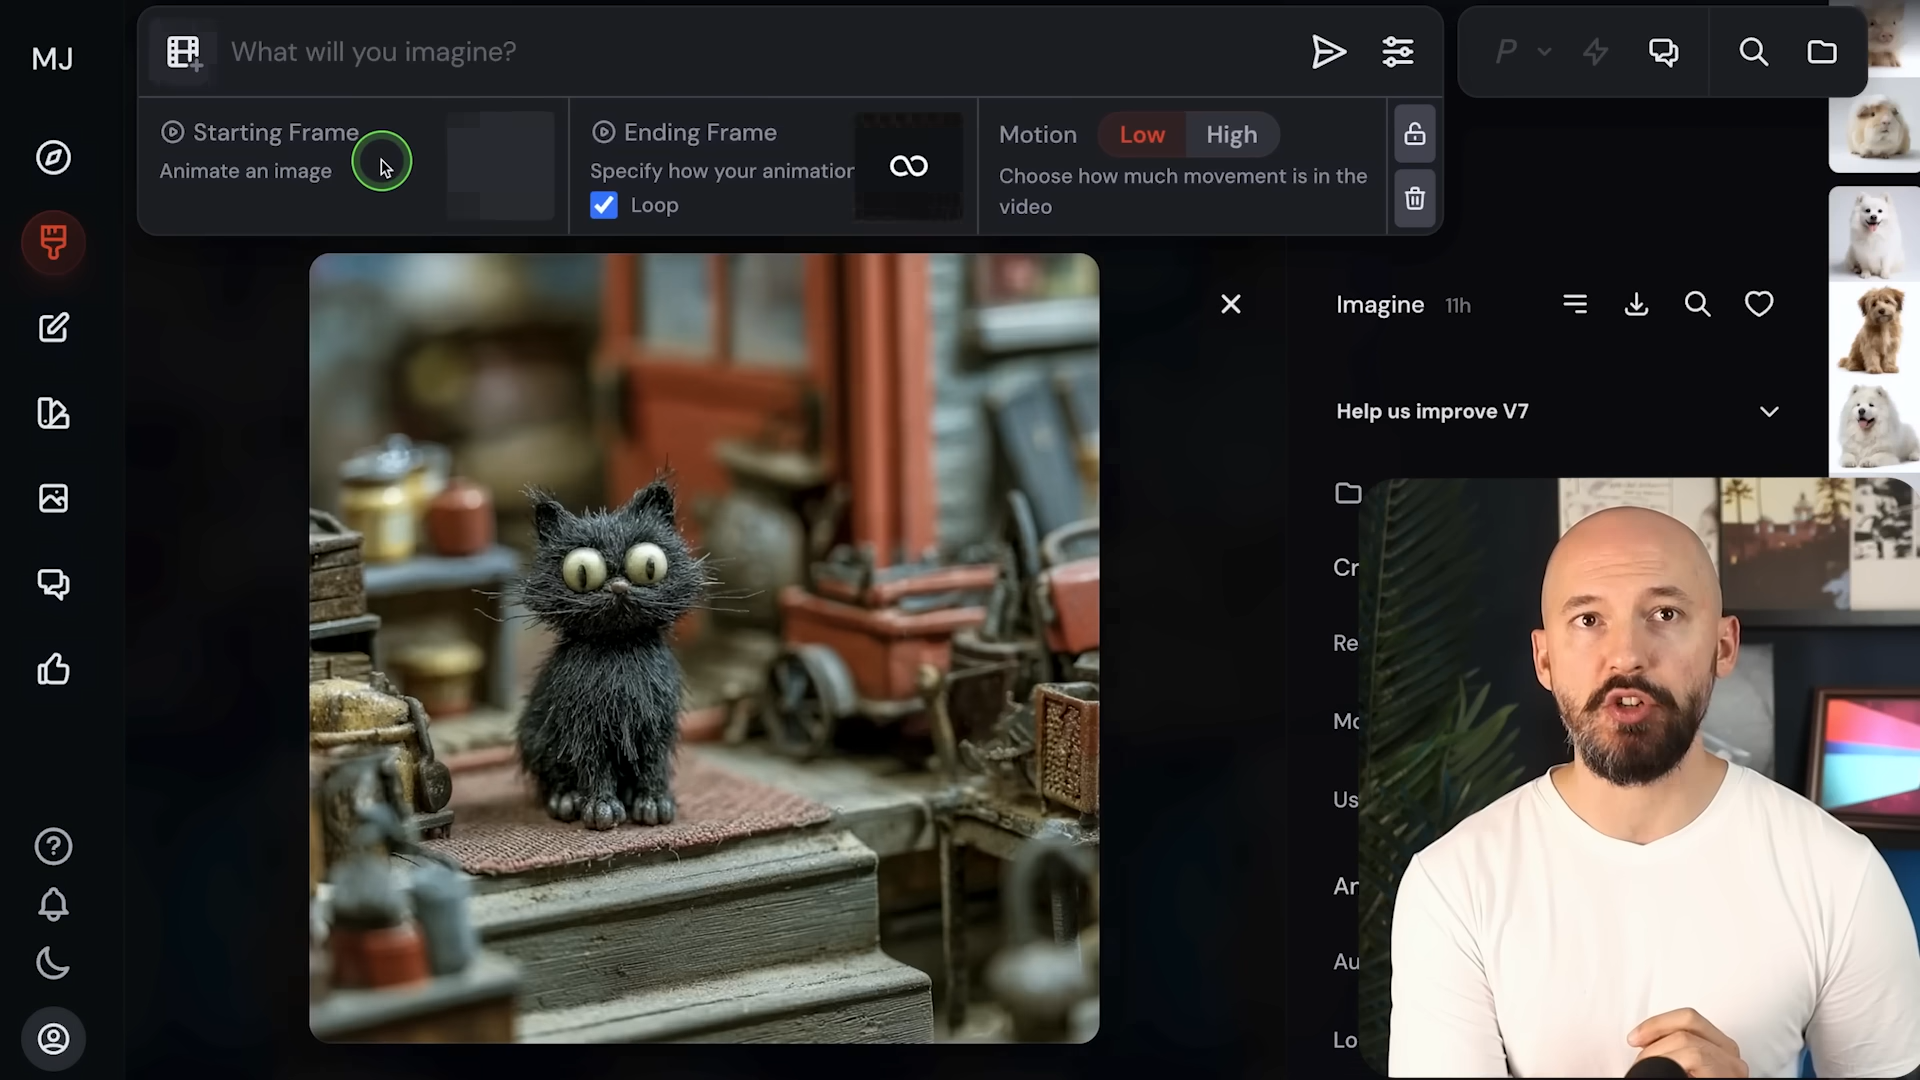 MJ
What will you imagine?
P
Starting Frame
Animate an image
Ending Frame
Specify how your animation
Loop
Motion
Low
High
Choose how much movement is in the
video
Imagine
11h
Help us improve V7
Cr
Re
Mo
Us
Ar
Au
Lo